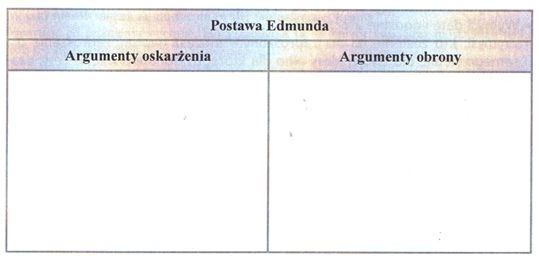 Postawa Edmunda
Argumenty oskarżenia
Argumenty obrony